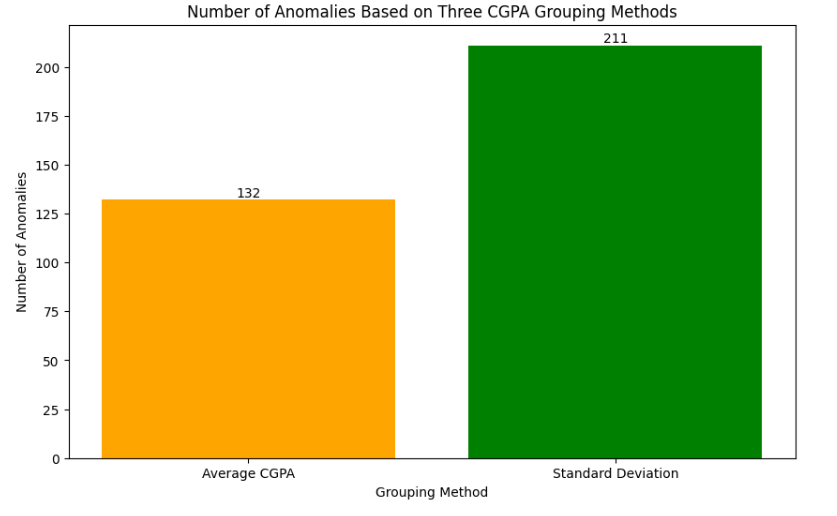 Number of Anomalies Based on Three CGPA Grouping Methods
211
200
175
150
132
125
100
75
50
25
0
Number of Anomalies
Average CGPA
Standard Deviation
Grouping Method